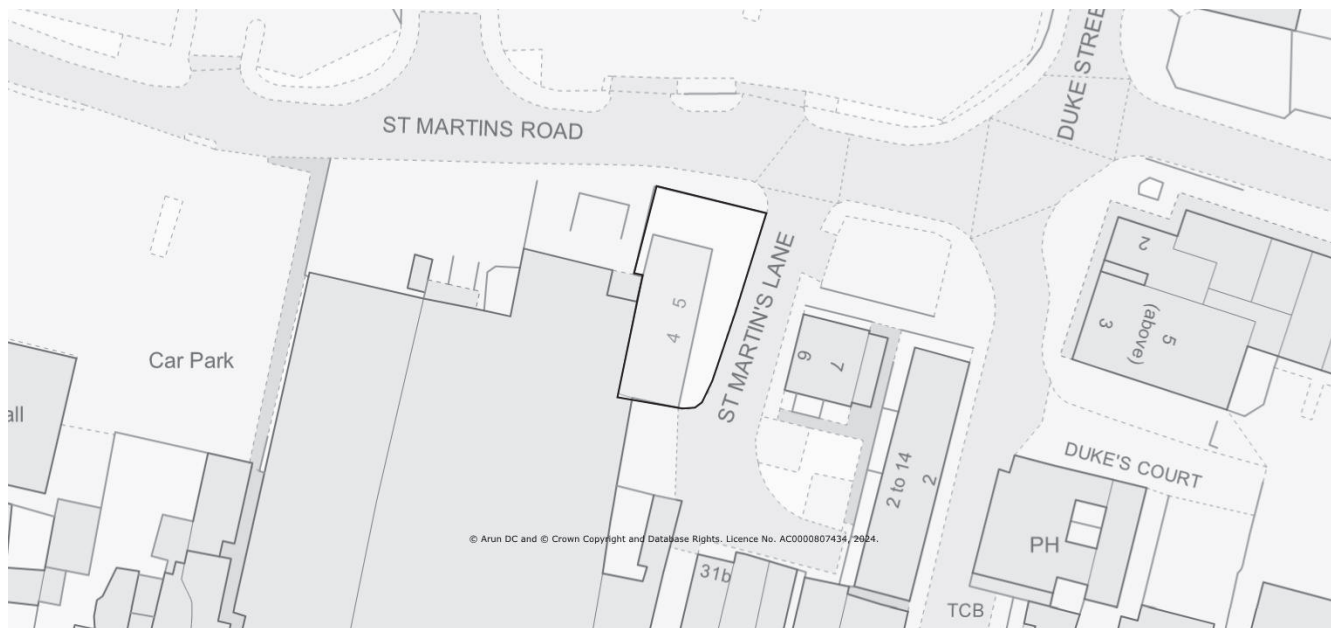 DUKE STREE
ST MARTINS ROAD
ST MARTIN'S LANE
2
5
(above)
3
5
4
6
7
Car Park
all
DUKE'S COURT
2 to 14
2
© Arun DC and © Crown Copyright and Database Rights. Licence No. AC0000807434, 2024.
PH
31b
TCB